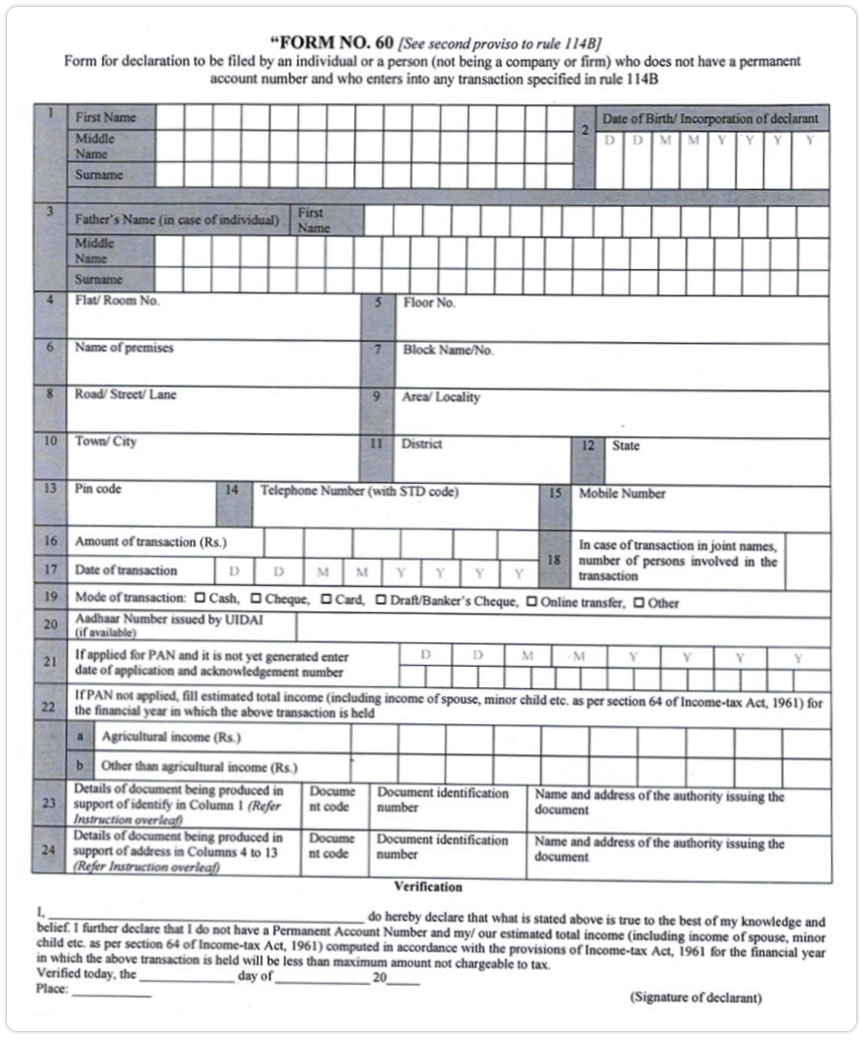 “FORM NO. 60 [See second proviso to rule 114B]
Form for declaration to be filed by an individual or a person (not being a company or firm) who does not have a permanent
account number and who enters into any transaction specified in rule 114B
1 First Name
2 Date of Birth/ Incorporation of declarant
Middle
Name
D D M M Y Y Y Y
Surname
3 Father’s Name (in case of individual) First
Name
Middle
Name
Surname
4 Flat/ Room No. 5 Floor No.
6 Name of premises 7 Block Name/No.
8 Road/ Street/ Lane 9 Area/ Locality
10 Town/ City 11 District 12 State
13 Pin code 14 Telephone Number (with STD code) 15 Mobile Number
16 Amount of transaction (Rs.)
17 Date of transaction D D M M Y Y Y Y
18 In case of transaction in joint names,
number of persons involved in the
transaction
19 Mode of transaction: ☐ Cash, ☐ Cheque, ☐ Card, ☐ Draft/Banker’s Cheque, ☐ Online transfer, ☐ Other
20 Aadhaar Number issued by UIDAI
(if available)
21 If applied for PAN and it is not yet generated enter
date of application and acknowledgement number
D D M M Y Y Y Y
22 If PAN not applied, fill estimated total income (including income of spouse, minor child etc. as per section 64 of Income-tax Act, 1961) for
the financial year in which the above transaction is held
a Agricultural income (Rs.)
b Other than agricultural income (Rs.)
23 Details of document being produced in
support of identify in Column 1 (Refer
Instruction overleaf)
Docume
nt code
Document identification
number
Name and address of the authority issuing the
document
24 Details of document being produced in
support of address in Columns 4 to 13
(Refer Instruction overleaf)
Docume
nt code
Document identification
number
Name and address of the authority issuing the
document
Verification
I, ____________ do hereby declare that what is stated above is true to the best of my knowledge and
belief. I further declare that I do not have a Permanent Account Number and my/ our estimated total income (including income of spouse, minor
child etc. as per section 64 of Income-tax Act, 1961) computed in accordance with the provisions of Income-tax Act, 1961 for the financial year
in which the above transaction is held will be less than maximum amount not chargeable to tax.
Verified today, the ____________ day of ____________ 20____
Place: ____________
(Signature of declarant)